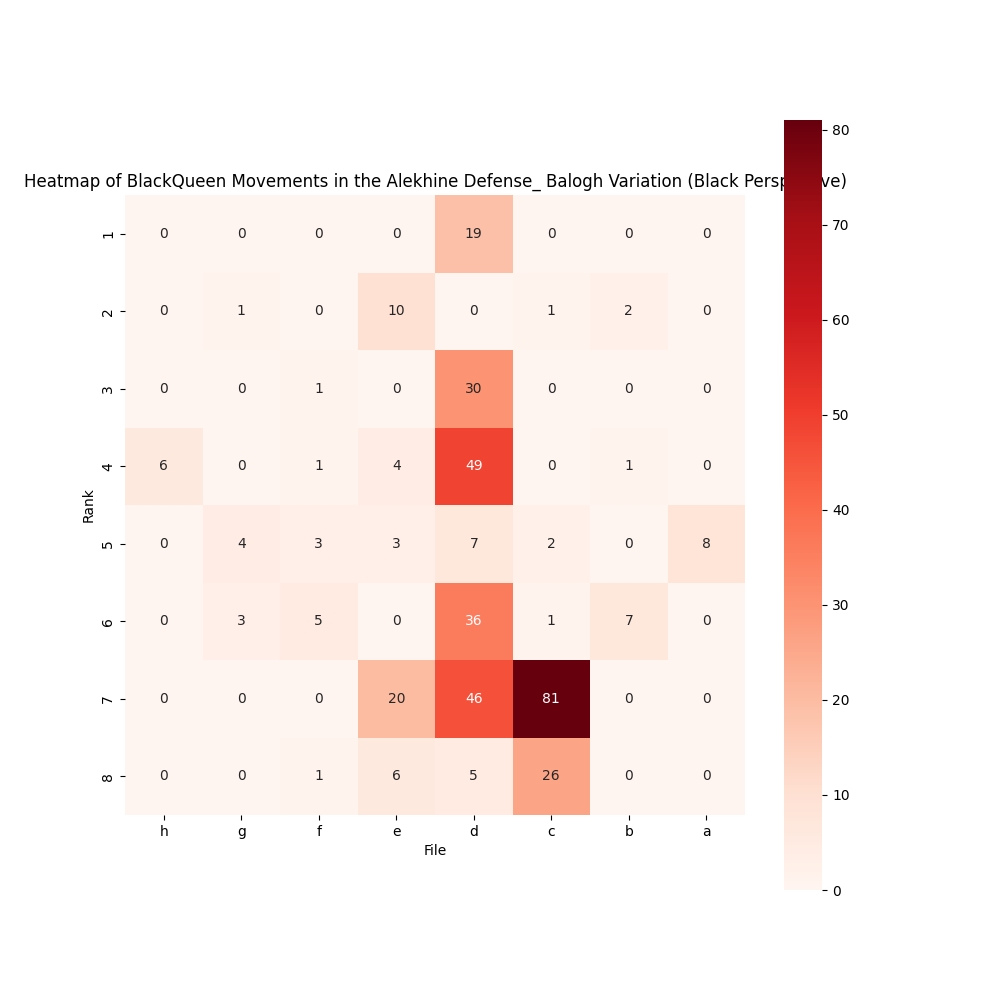 Heatmap of BlackQueen Movements in the Alekhine Defense_ Balogh Variation (Black Persp ve)
Rank
1 0 0 0 0 19 0 0 0
2 0 1 0 10 0 1 2 0
3 0 0 1 0 30 0 0 0
4 6 0 1 4 49 0 1 0
5 0 4 3 3 7 2 0 8
6 0 3 5 0 36 1 7 0
7 0 0 0 20 46 81 0 0
8 0 0 1 6 5 26 0 0
h g f e d c b a
File
80
70
60
50
40
30
20
10
0